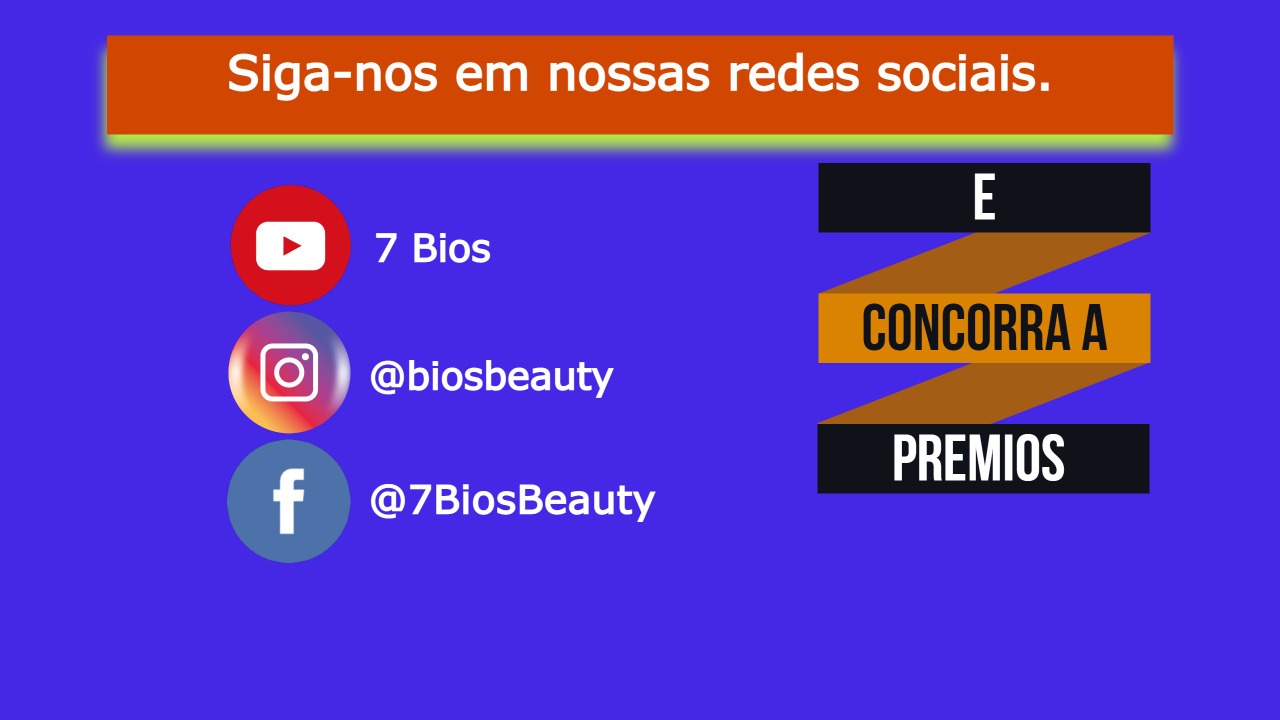 Siga-nos em nossas redes sociais.
7 Bios
@biosbeauty
@7BiosBeauty
E
CONCORRA A
PREMIOS